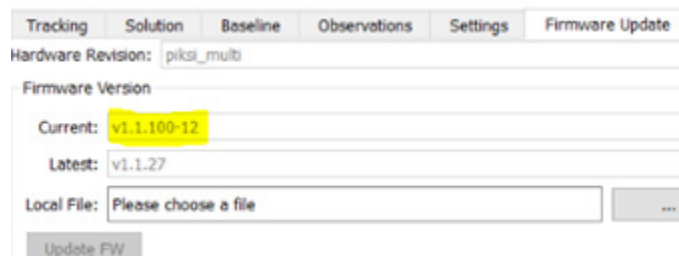 Tracking Solution Baseline Observations Settings Firmware Update
Hardware Revision: piksi_multi
Firmware Version
Current: v1.1.100-12
Latest: v1.1.27
Local File: Please choose a file ...
Update FW